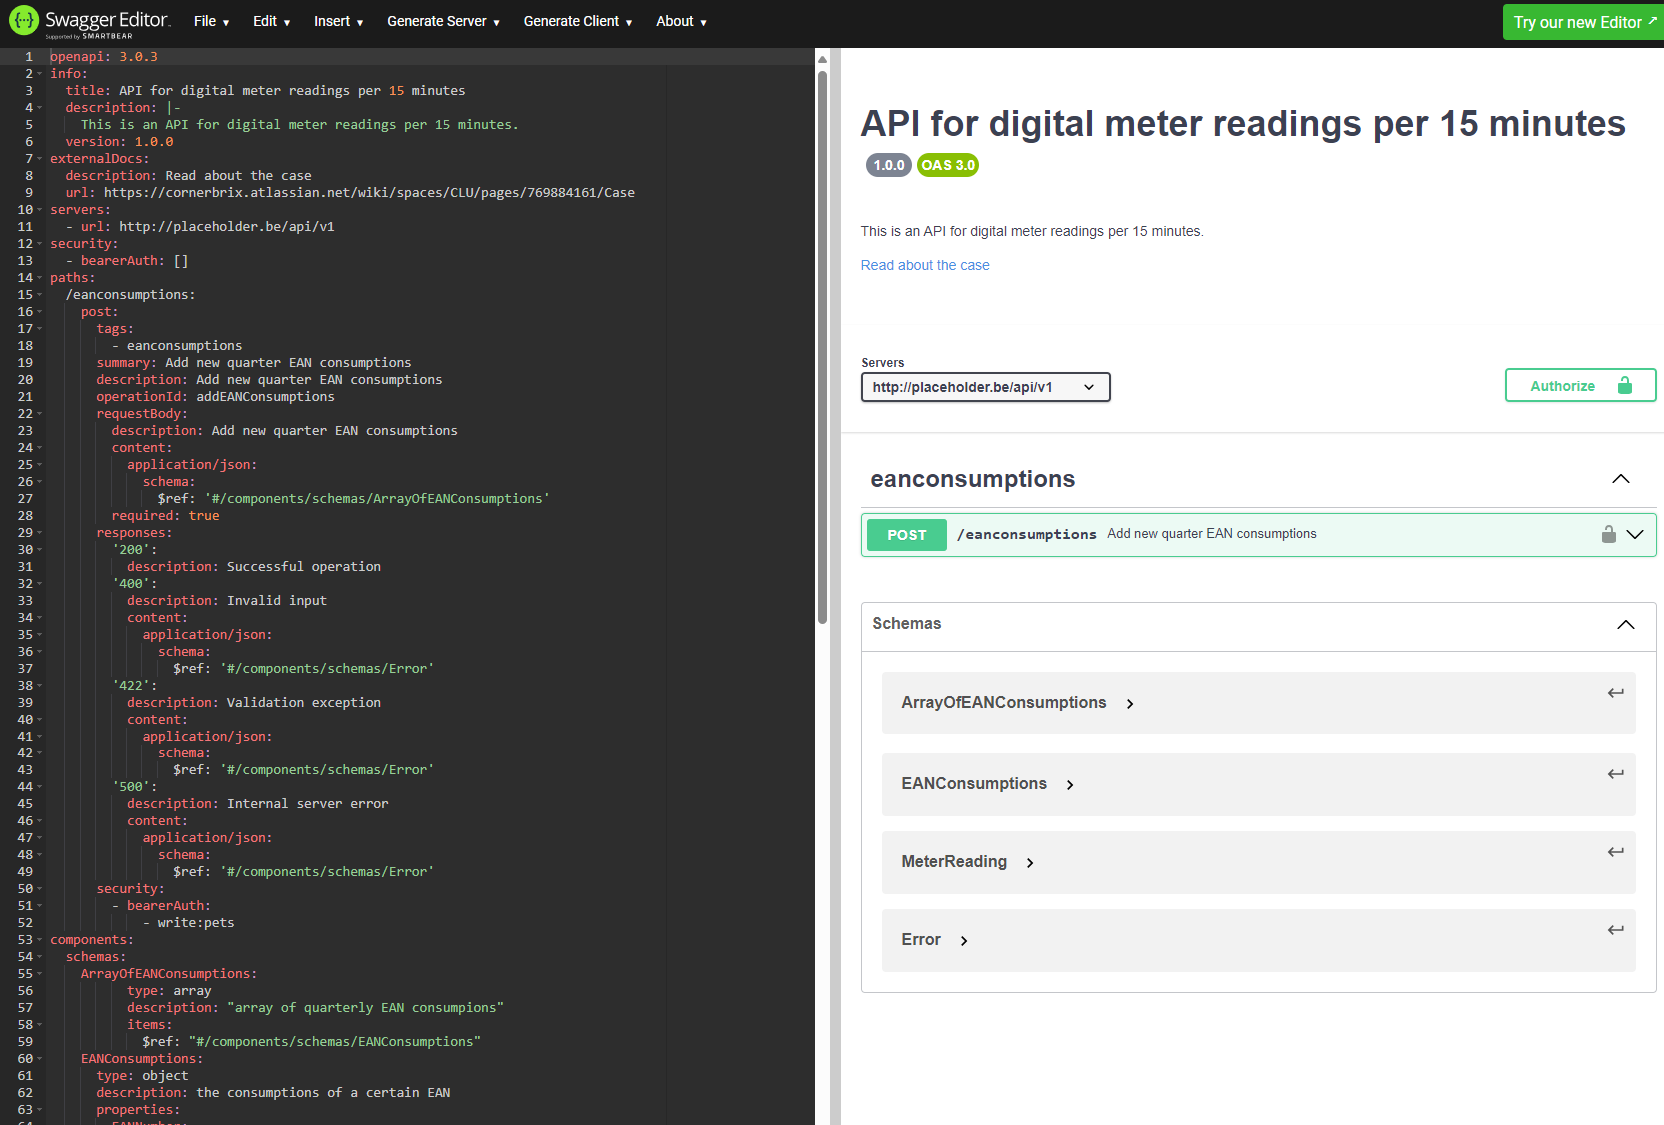 Swagger Editor
Supported by SMARTBEAR
File Edit Insert Generate Server Generate Client About
Try our new Editor
1 openapi: 3.0.3
2 info:
3 title: API for digital meter readings per 15 minutes
4 description: |-
5 This is an API for digital meter readings per 15 minutes.
6 version: 1.0.0
7 externalDocs:
8 description: Read about the case
9 url: https://cornerbrix.atlassian.net/wiki/spaces/CLU/pages/769884161/Case
10 servers:
11 - url: http://placeholder.be/api/v1
12 security:
13 - bearerAuth: []
14 paths:
15 /eanconsumptions:
16 post:
17 tags:
18 - eanconsumptions
19 summary: Add new quarter EAN consumptions
20 description: Add new quarter EAN consumptions
21 operationId: addEANConsumptions
22 requestBody:
23 description: Add new quarter EAN consumptions
24 content:
25 application/json:
26 schema:
27 $ref: '#/components/schemas/ArrayOfEANConsumptions'
28 required: true
29 responses:
30 '200':
31 description: Successful operation
32 '400':
33 description: Invalid input
34 content:
35 application/json:
36 schema:
37 $ref: '#/components/schemas/Error'
38 '422':
39 description: Validation exception
40 content:
41 application/json:
42 schema:
43 $ref: '#/components/schemas/Error'
44 '500':
45 description: Internal server error
46 content:
47 application/json:
48 schema:
49 $ref: '#/components/schemas/Error'
50 security:
51 - bearerAuth:
52 - write:pets
53 components:
54 schemas:
55 ArrayOfEANConsumptions:
56 type: array
57 description: "array of quarterly EAN consumpions"
58 items:
59 $ref: "#/components/schemas/EANConsumptions"
60 EANConsumptions:
61 type: object
62 description: the consumptions of a certain EAN
63 properties:
API for digital meter readings per 15 minutes
1.0.0 OAS 3.0
This is an API for digital meter readings per 15 minutes.
Read about the case
Servers
http://placeholder.be/api/v1
Authorize
eanconsumptions
POST /eanconsumptions Add new quarter EAN consumptions
Schemas
ArrayOfEANConsumptions
EANConsumptions
MeterReading
Error